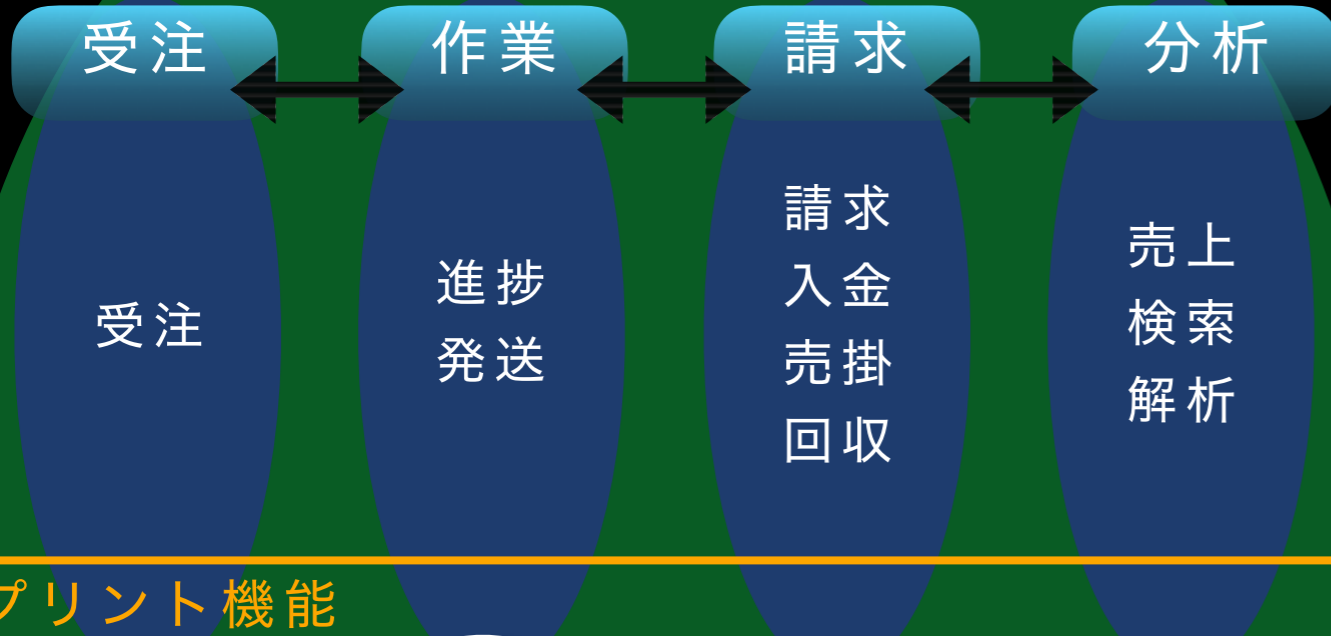 受注
作業
請求
分析
受注
進捗
発送
請求
入金
売掛
回収
売上
検索
解析
プリント機能